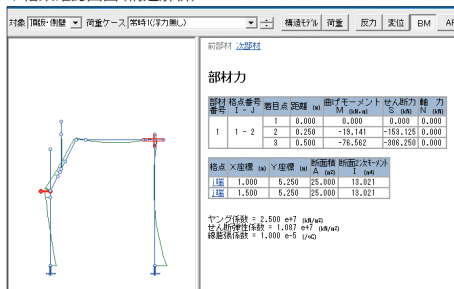 対象 頂版・側壁 荷重ケース 常時1(浮力無し) 構造モデル 荷重 反力 変位 BM
前部材 次部材
部材力
部材番号 格点番号 I - J 着目点 距離 (m) 曲げモーメント M (kN・m) せん断力 S (kN) 軸 力 N (kN)
1 1 - 2 1 0.000 0.000 0.000 0.000
2 0.250 -19.141 -153.125 0.000
3 0.500 -76.562 -306.250 0.000
格点 X座標 (m) Y座標 (m) 断面積 A (m2) 断面2次モーメント I (m4)
i端 1.000 5.250 25.000 13.021
j端 1.500 5.250 25.000 13.021
ヤング係数 = 2.500 e+7 (kN/m2)
せん断弾性係数 = 1.087 e+7 (kN/m2)
線膨張係数 = 1.000 e-5 (/℃)